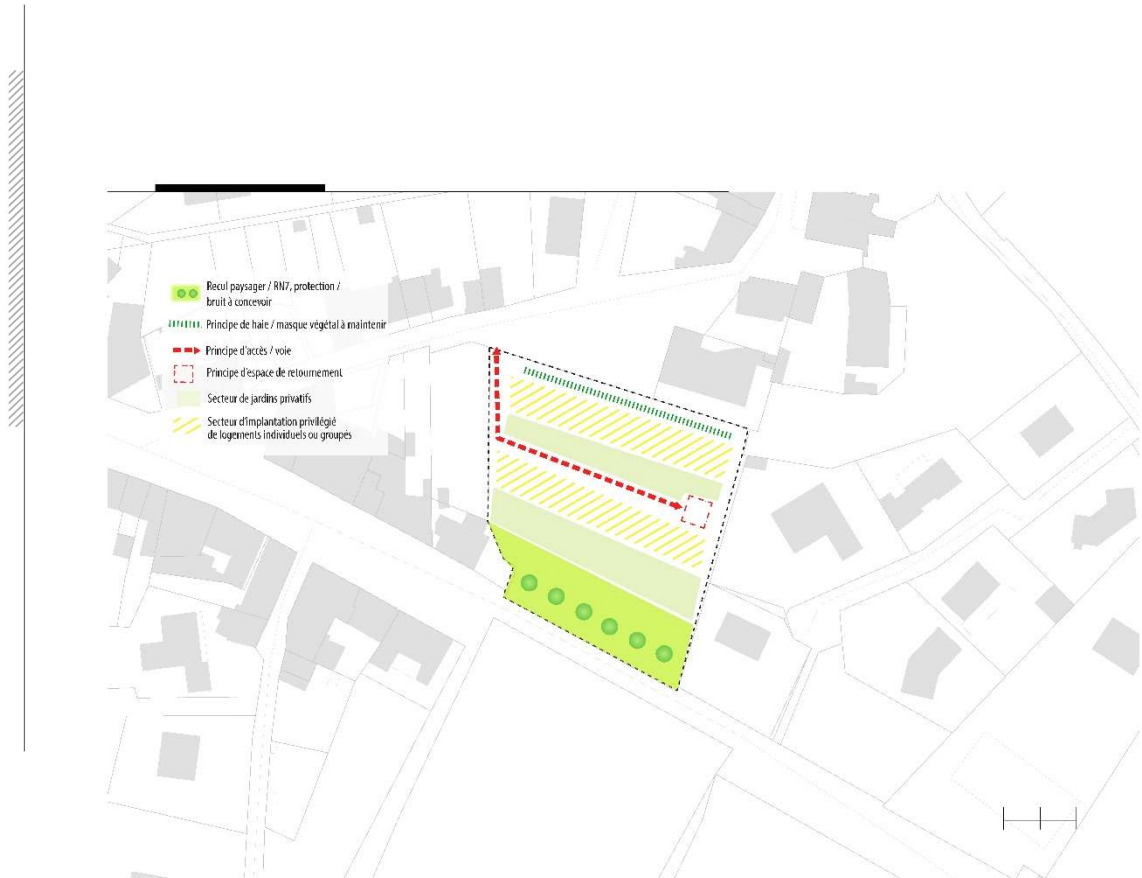 Recul paysager / RN7, protection /
bruit à concevoir
Principe de haie / masque végétal à maintenir
Principe d'accès / voie
Principe d'espace de retournement
Secteur de jardins privatifs
Secteur d'implantation privilégié
de logements individuels ou groupés